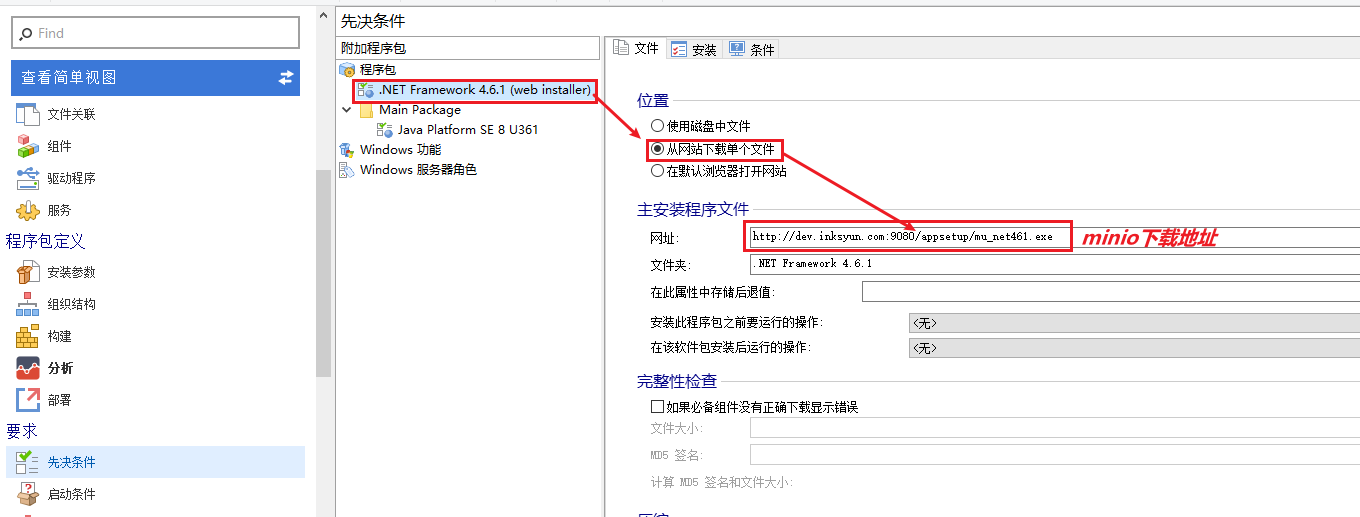 Find
查看简单视图
文件关联
组件
驱动程序
服务
程序包定义
安装参数
组织结构
构建
分析
部署
要求
先决条件
启动条件
先决条件
附加程序包
程序包
.NET Framework 4.6.1 (web installer)
Main Package
Java Platform SE 8 U361
Windows 功能
Windows 服务器角色
文件
安装
条件
位置
使用磁盘中文件
从网站下载单个文件
在默认浏览器打开网站
主安装程序文件
网址: http://dev.inksyun.com:9080/appsetup/mu_net461.exe
minio下载地址
文件夹: .NET Framework 4.6.1
在此属性中存储后退值:
安装此程序包之前要运行的操作: <无>
在该软件包安装后运行的操作: <无>
完整性检查
如果必备组件没有正确下载显示错误
文件大小:
MD5 签名:
计算 MD5 签名和文件大小: